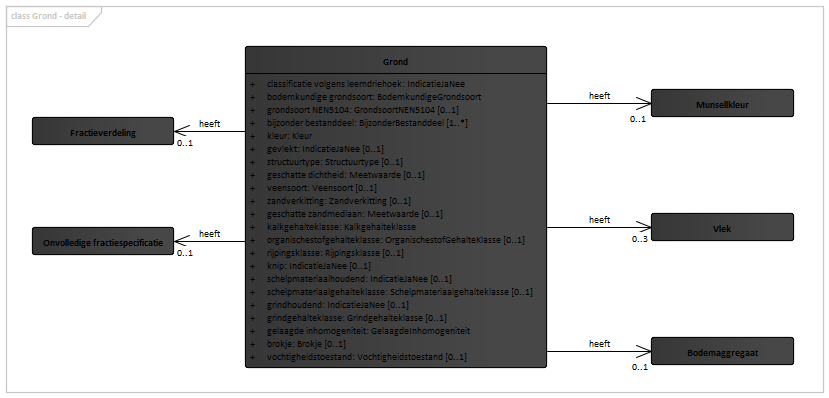 class Grond - detail
Grond
+ classificatie volgens leemdriehoek: IndicatieJaNee
+ bodemkundige grondsoort: BodemkundigeGrondsoort
+ grondsoort NEN5104: GrondsoortNEN5104 [0..1]
+ bijzonder bestanddeel: BijzonderBestanddeel [1..*]
+ kleur: Kleur
+ gevlekt: IndicatieJaNee [0..1]
+ structuurtype: Structuurtype [0..1]
+ geschatte dichtheid: Meetwaarde [0..1]
+ veensoort: Veensoort [0..1]
+ zandverkitting: Zandverkitting [0..1]
+ geschatte zandmediaan: Meetwaarde [0..1]
+ kalkgehalteklasse: Kalkgehalteklasse
+ organischestofgehalteklasse: OrganischestofGehalteKlasse [0..1]
+ rijpingsklasse: Rijpingsklasse [0..1]
+ knip: IndicatieJaNee [0..1]
+ schelpmateriaalhoudend: IndicatieJaNee [0..1]
+ schelpmateriaalgehalteklasse: Schelpmateriaalgehalteklasse [0..1]
+ grindhoudend: IndicatieJaNee [0..1]
+ grindgehalteklasse: Grindgehalteklasse [0..1]
+ gelaagde inhomogeniteit: GelaagdeInhomogeniteit
+ brokje: Brokje [0..1]
+ vochtigheidstoestand: Vochtigheidstoestand [0..1]
heeft
Fractieverdeling
0..1
heeft
Onvolledige fractiespecificatie
0..1
heeft
Munsellkleur
0..1
heeft
Vlek
0..3
heeft
Bodemaggregaat
0..1